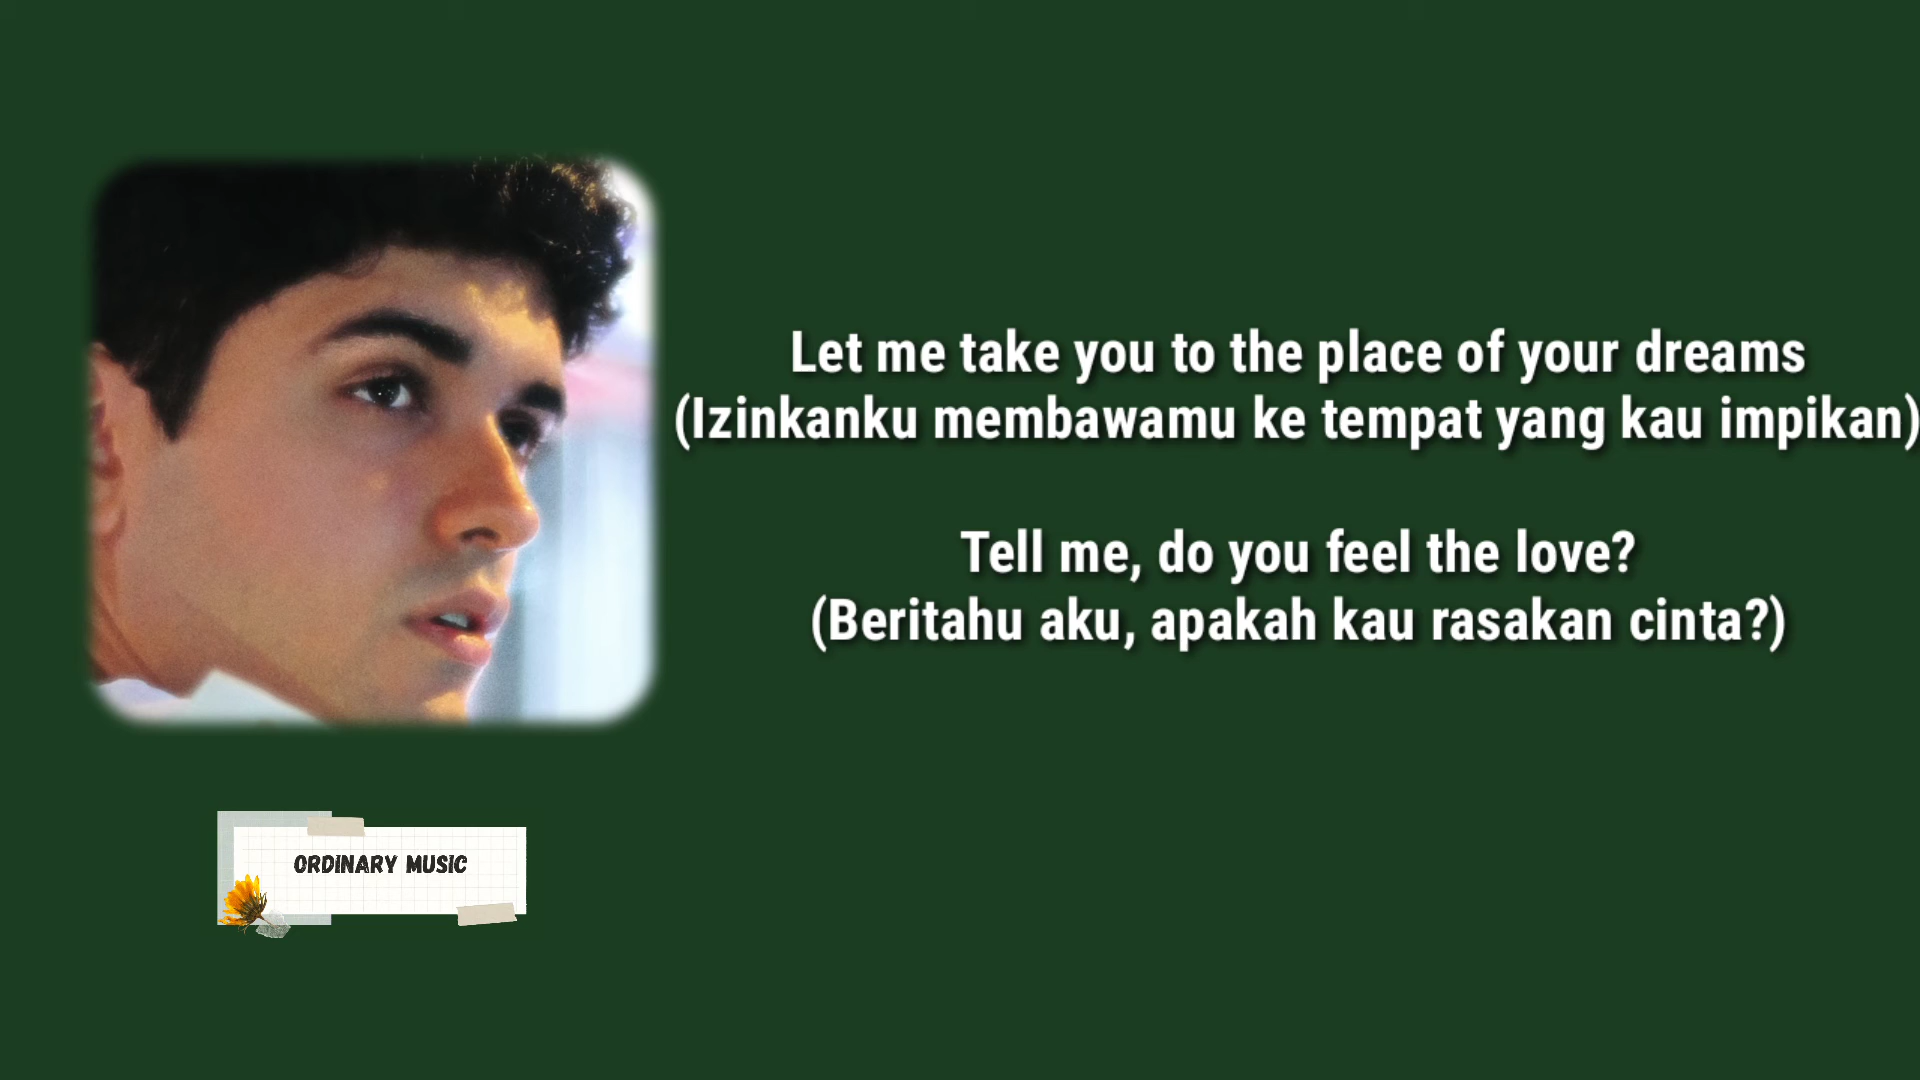 Let me take you to the place of your dreams
(Izinkanku membawamu ke tempat yang kau impikan)
Tell me, do you feel the love?
(Beritahu aku, apakah kau rasakan cinta?)
ORDINARY MUSIC